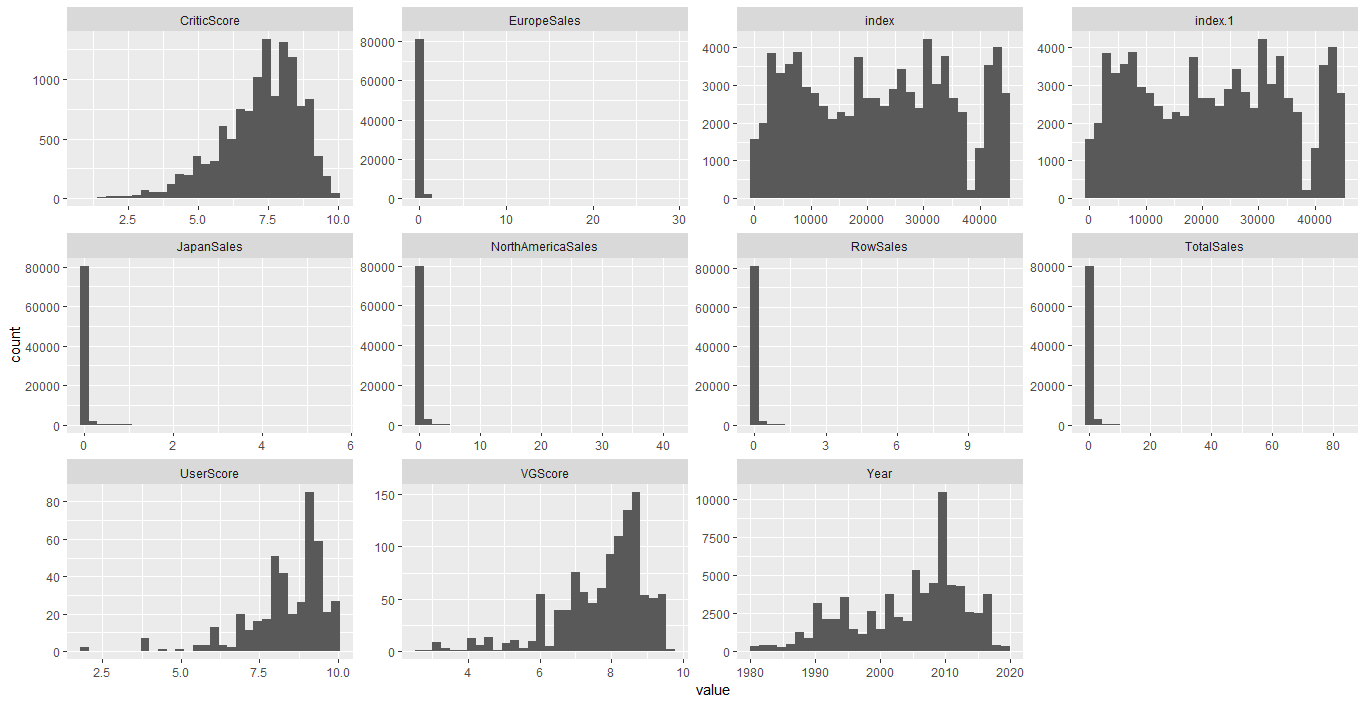 CriticScore EuropeSales index index.1
1000 500 0
80000 60000 40000 20000 0
4000 3000 2000 1000 0
4000 3000 2000 1000 0
2.5 5.0 7.5 10.0 0 10 20 30 0 10000 20000 30000 40000 0 10000 20000 30000 40000
JapanSales NorthAmericaSales RowSales TotalSales
count
80000 60000 40000 20000 0
80000 60000 40000 20000 0
80000 60000 40000 20000 0
80000 60000 40000 20000 0
0 2 4 6 0 10 20 30 40 0 3 6 9 0 20 40 60 80
UserScore VGScore Year
80 60 40 20 0
150 100 50 0
10000 7500 5000 2500 0
2.5 5.0 7.5 10.0 4 6 8 10 1980 1990 2000 2010 2020
value